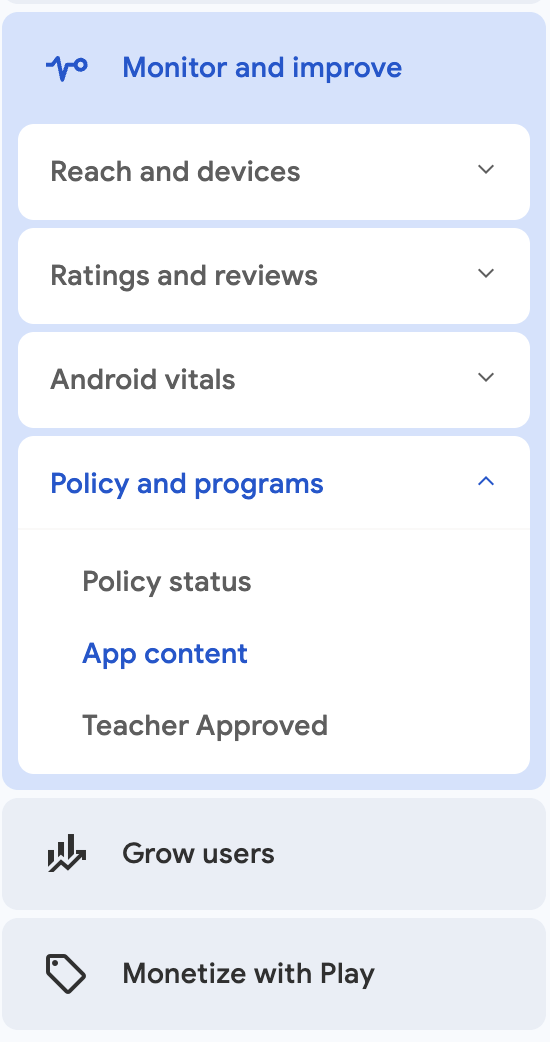 Monitor and improve
Reach and devices
Ratings and reviews
Android vitals
Policy and programs
Policy status
App content
Teacher Approved
Grow users
Monetize with Play